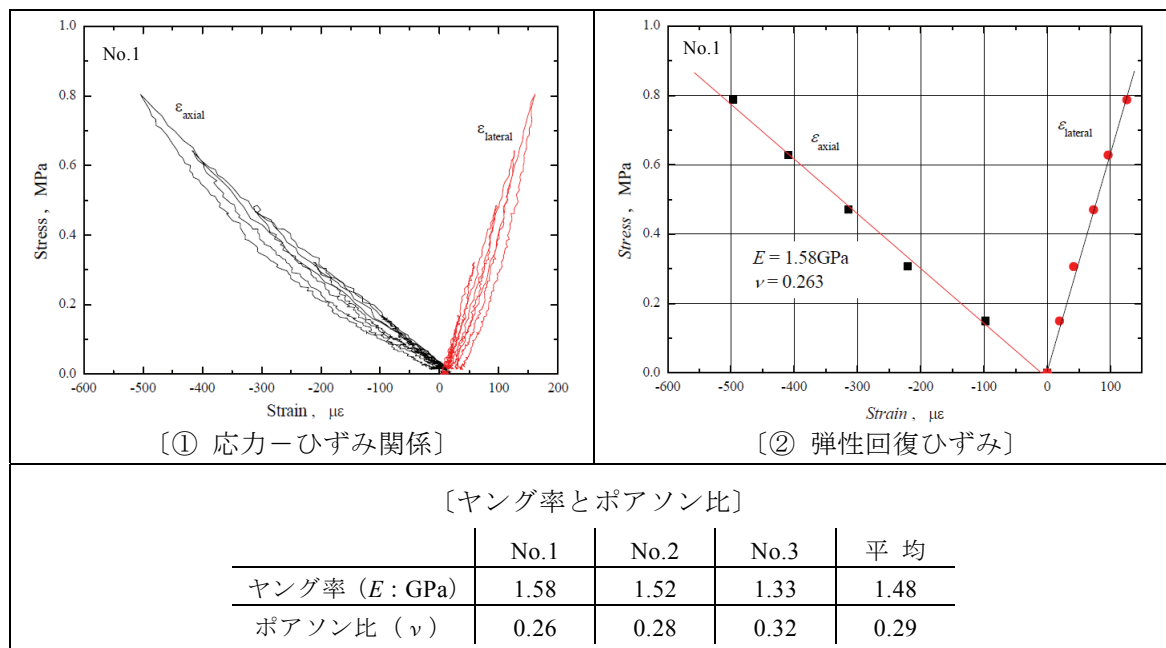 No.1
ε axial
ε lateral
Stress , MPa
1.0
0.8
0.6
0.4
0.2
0.0
-600 -500 -400 -300 -200 -100 0 100 200
Strain , με
〔① 応力－ひずみ関係〕
No.1
ε axial
ε lateral
E = 1.58GPa
ν = 0.263
Stress , MPa
1.0
0.8
0.6
0.4
0.2
0.0
-600 -500 -400 -300 -200 -100 0 100
Strain , με
〔② 弾性回復ひずみ〕
〔ヤング率とポアソン比〕
No.1 No.2 No.3 平 均
ヤング率（E : GPa） 1.58 1.52 1.33 1.48
ポアソン比（ν） 0.26 0.28 0.32 0.29